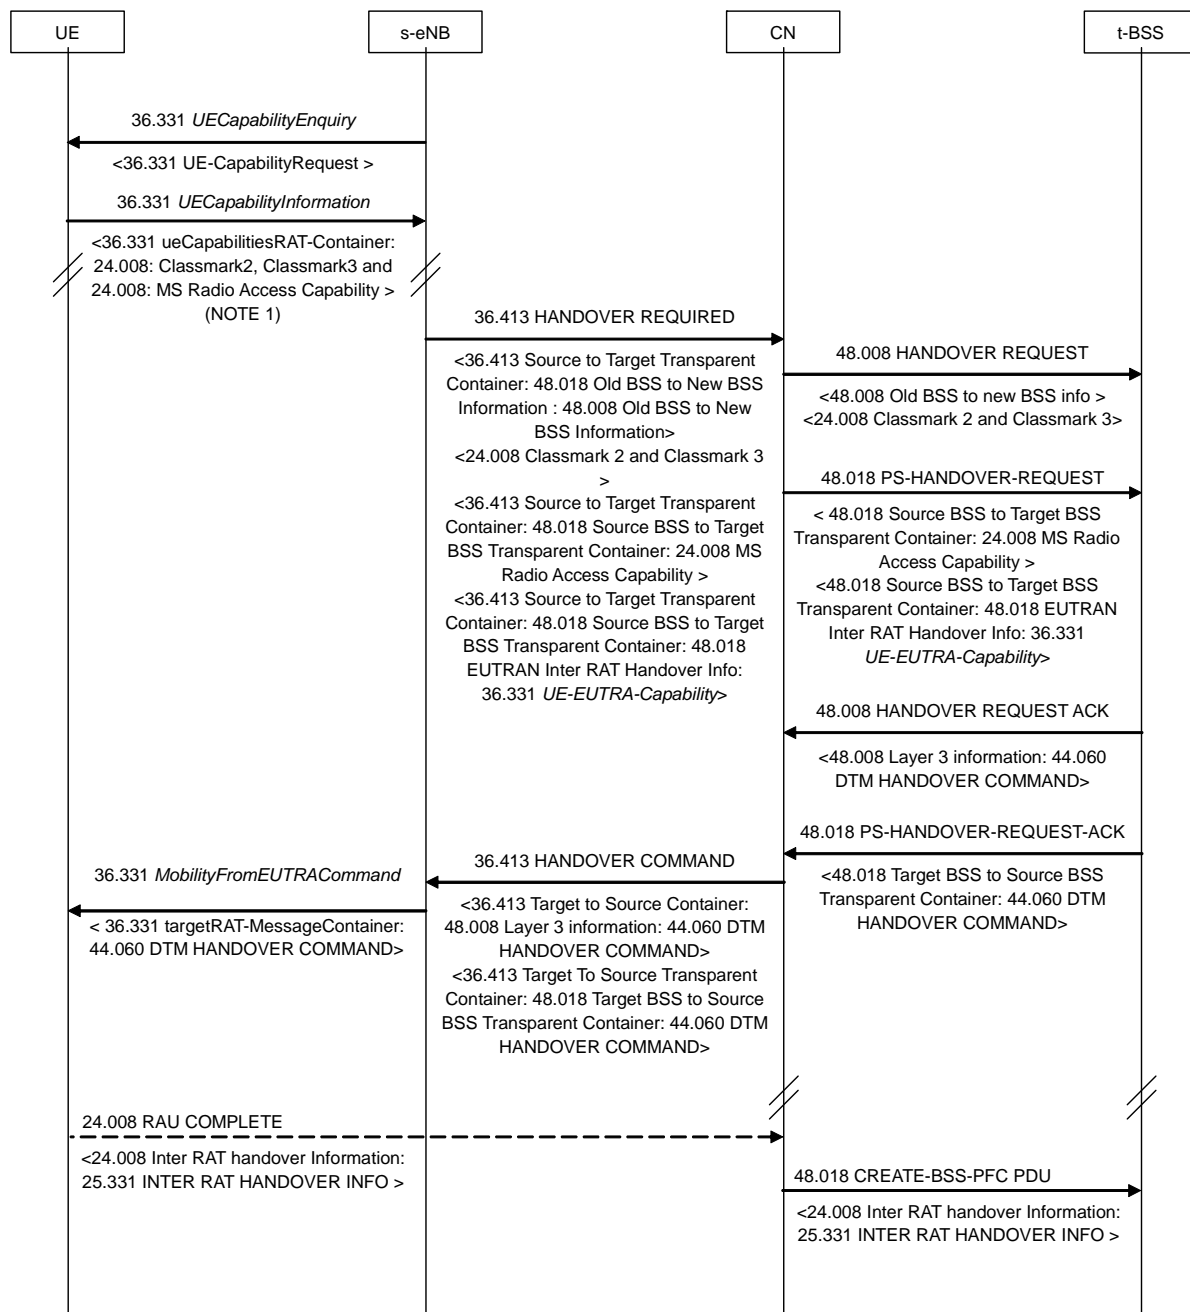 UE
s-eNB
CN
t-BSS
36.331 UECapabilityEnquiry
<36.331 UE-CapabilityRequest >
36.331 UECapabilityInformation
<36.331 ueCapabilitiesRAT-Container:
24.008: Classmark2, Classmark3 and
24.008: MS Radio Access Capability >
(NOTE 1)
36.413 HANDOVER REQUIRED
<36.413 Source to Target Transparent
Container: 48.018 Old BSS to New BSS
Information : 48.008 Old BSS to New
BSS Information>
<24.008 Classmark 2 and Classmark 3
>
<36.413 Source to Target Transparent
Container: 48.018 Source BSS to Target
BSS Transparent Container: 24.008 MS
Radio Access Capability >
<36.413 Source to Target Transparent
Container: 48.018 Source BSS to Target
BSS Transparent Container: 48.018
EUTRAN Inter RAT Handover Info:
36.331 UE-EUTRA-Capability>
48.008 HANDOVER REQUEST
<48.008 Old BSS to new BSS info >
<24.008 Classmark 2 and Classmark 3>
48.018 PS-HANDOVER-REQUEST
< 48.018 Source BSS to Target BSS
Transparent Container: 24.008 MS Radio
Access Capability >
<48.018 Source BSS to Target BSS
Transparent Container: 48.018 EUTRAN
Inter RAT Handover Info: 36.331
UE-EUTRA-Capability>
48.008 HANDOVER REQUEST ACK
<48.008 Layer 3 information: 44.060
DTM HANDOVER COMMAND>
48.018 PS-HANDOVER-REQUEST-ACK
<48.018 Target BSS to Source BSS
Transparent Container: 44.060 DTM
HANDOVER COMMAND>
36.413 HANDOVER COMMAND
<36.413 Target to Source Container:
48.008 Layer 3 information: 44.060 DTM
HANDOVER COMMAND>
<36.413 Target To Source Transparent
Container: 48.018 Target BSS to Source
BSS Transparent Container: 44.060 DTM
HANDOVER COMMAND>
36.331 MobilityFromEUTRACommand
< 36.331 targetRAT-MessageContainer:
44.060 DTM HANDOVER COMMAND>
24.008 RAU COMPLETE
<24.008 Inter RAT handover Information:
25.331 INTER RAT HANDOVER INFO >
48.018 CREATE-BSS-PFC PDU
<24.008 Inter RAT handover Information:
25.331 INTER RAT HANDOVER INFO >